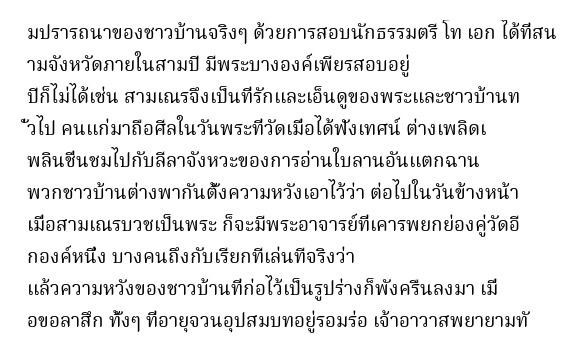 มปรารถนาของชาวบ้านจริงๆ ด้วยการสอบนักธรรมตรี โท เอก ได้ที่สน
ามจังหวัดภายในสามปี มีพระบางองค์เพียรสอบอยู่
ปีก็ไม่ได้เช่น สามเณรจึงเป็นที่รักและเอ็นดูของพระและชาวบ้านท
ั่วไป คนแก่มาถือศีลในวันพระที่วัดเมื่อได้ฟังเทศน์ ต่างเพลิดเ
พลินชื่นชมไปกับลีลาจังหวะของการอ่านใบลานอันแตกฉาน
พวกชาวบ้านต่างพากันตั้งความหวังเอาไว้ว่า ต่อไปในวันข้างหน้า
เมื่อสามเณรบวชเป็นพระ ก็จะมีพระอาจารย์ที่เคารพยกย่องคู่วัดอี
กองค์หนึ่ง บางคนถึงกับเรียกทีเล่นทีจริงว่า
แล้วความหวังของชาวบ้านที่ก่อไว้เป็นรูปร่างก็พังครืนลงมา เมื่
อขอลาสึก ทั้งๆ ที่อายุจวนอุปสมบทอยู่รอมร่อ เจ้าอาวาสพยายามทั